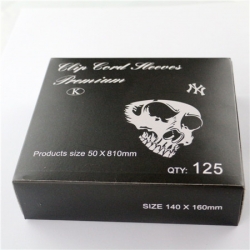 Clip Cord Sleeves
Premium
K
NY
Products size 50 X 810mm
QTY: 125
SIZE 140 X 160mm